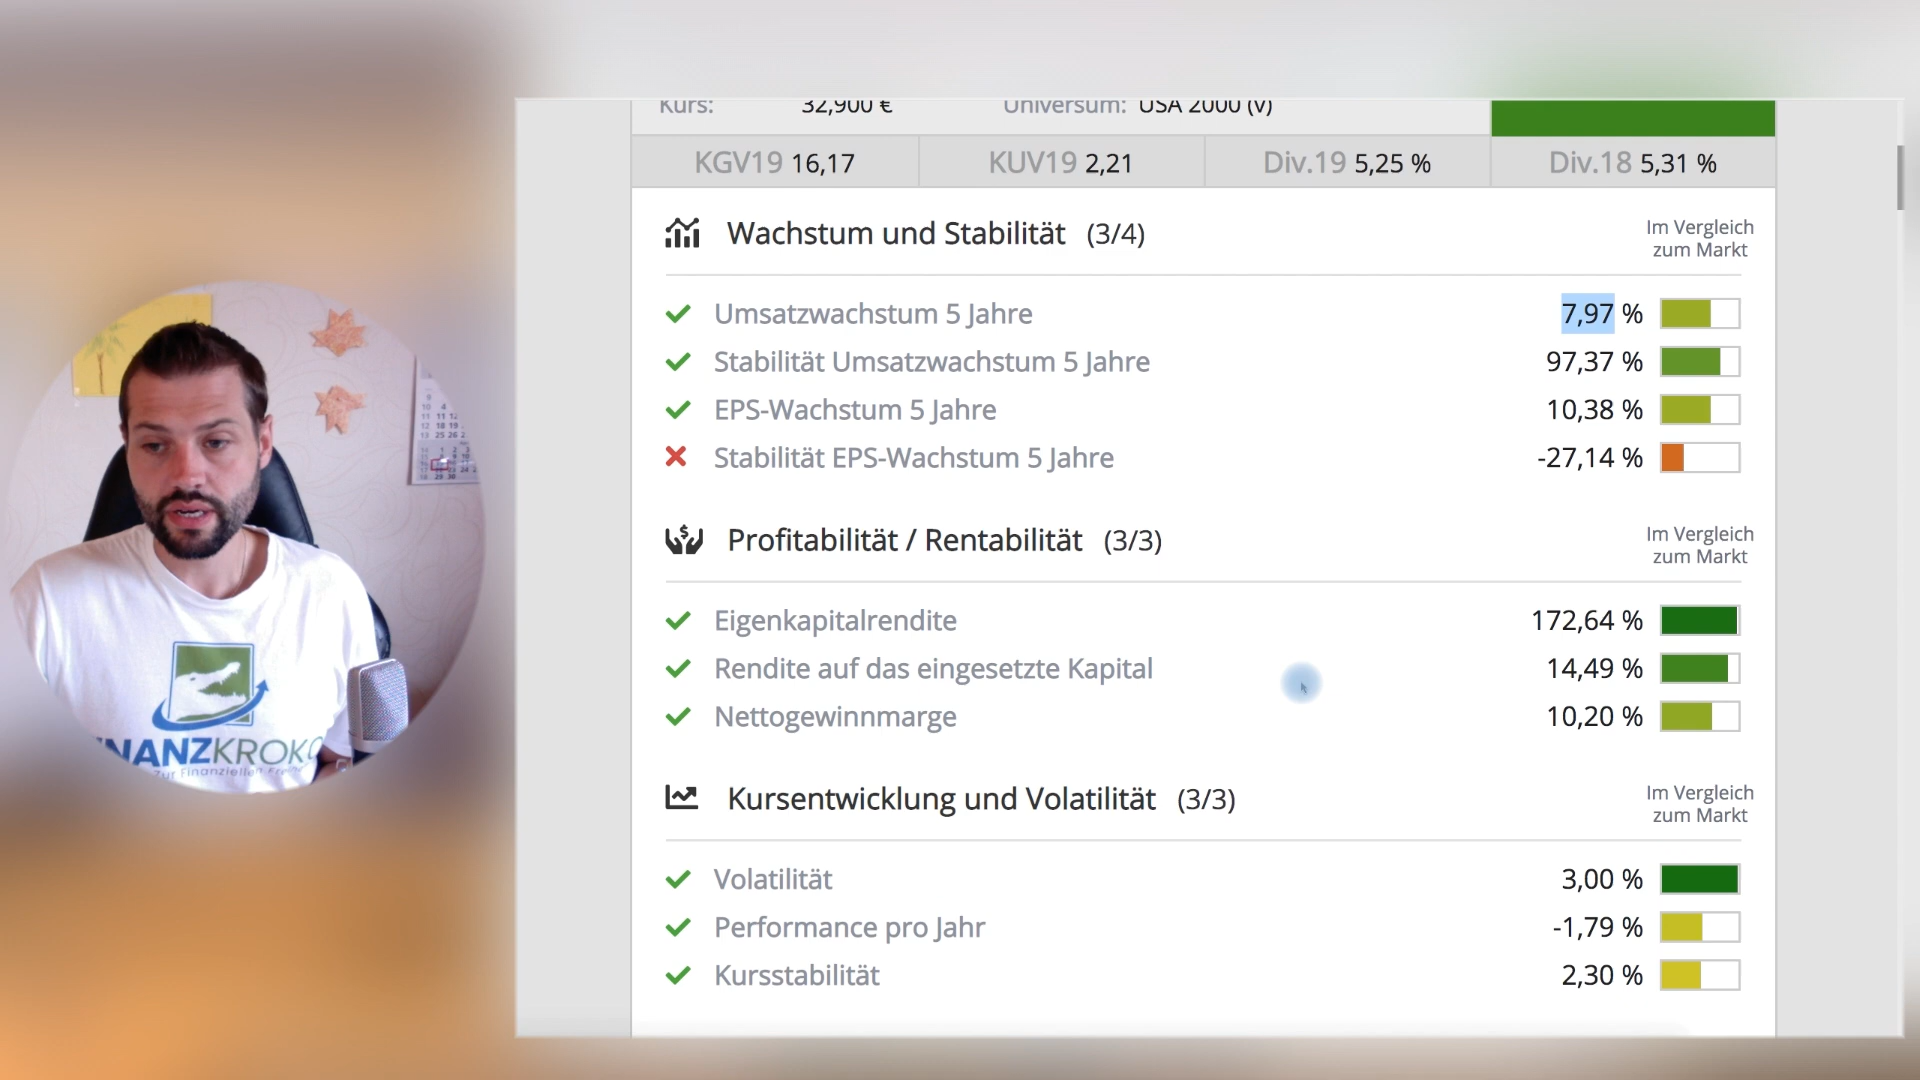 Kurs: 32,900 € Universum: USA 2000 (V)
KGV19 16,17 KUV19 2,21 Div.19 5,25 % Div.18 5,31 %
Wachstum und Stabilität (3/4) Im Vergleich zum Markt
Umsatzwachstum 5 Jahre 7,97 %
Stabilität Umsatzwachstum 5 Jahre 97,37 %
EPS-Wachstum 5 Jahre 10,38 %
Stabilität EPS-Wachstum 5 Jahre -27,14 %
Profitabilität / Rentabilität (3/3) Im Vergleich zum Markt
Eigenkapitalrendite 172,64 %
Rendite auf das eingesetzte Kapital 14,49 %
Nettogewinnmarge 10,20 %
Kursentwicklung und Volatilität (3/3) Im Vergleich zum Markt
Volatilität 3,00 %
Performance pro Jahr -1,79 %
Kursstabilität 2,30 %
NANZKROKO
Zur Finanziellen